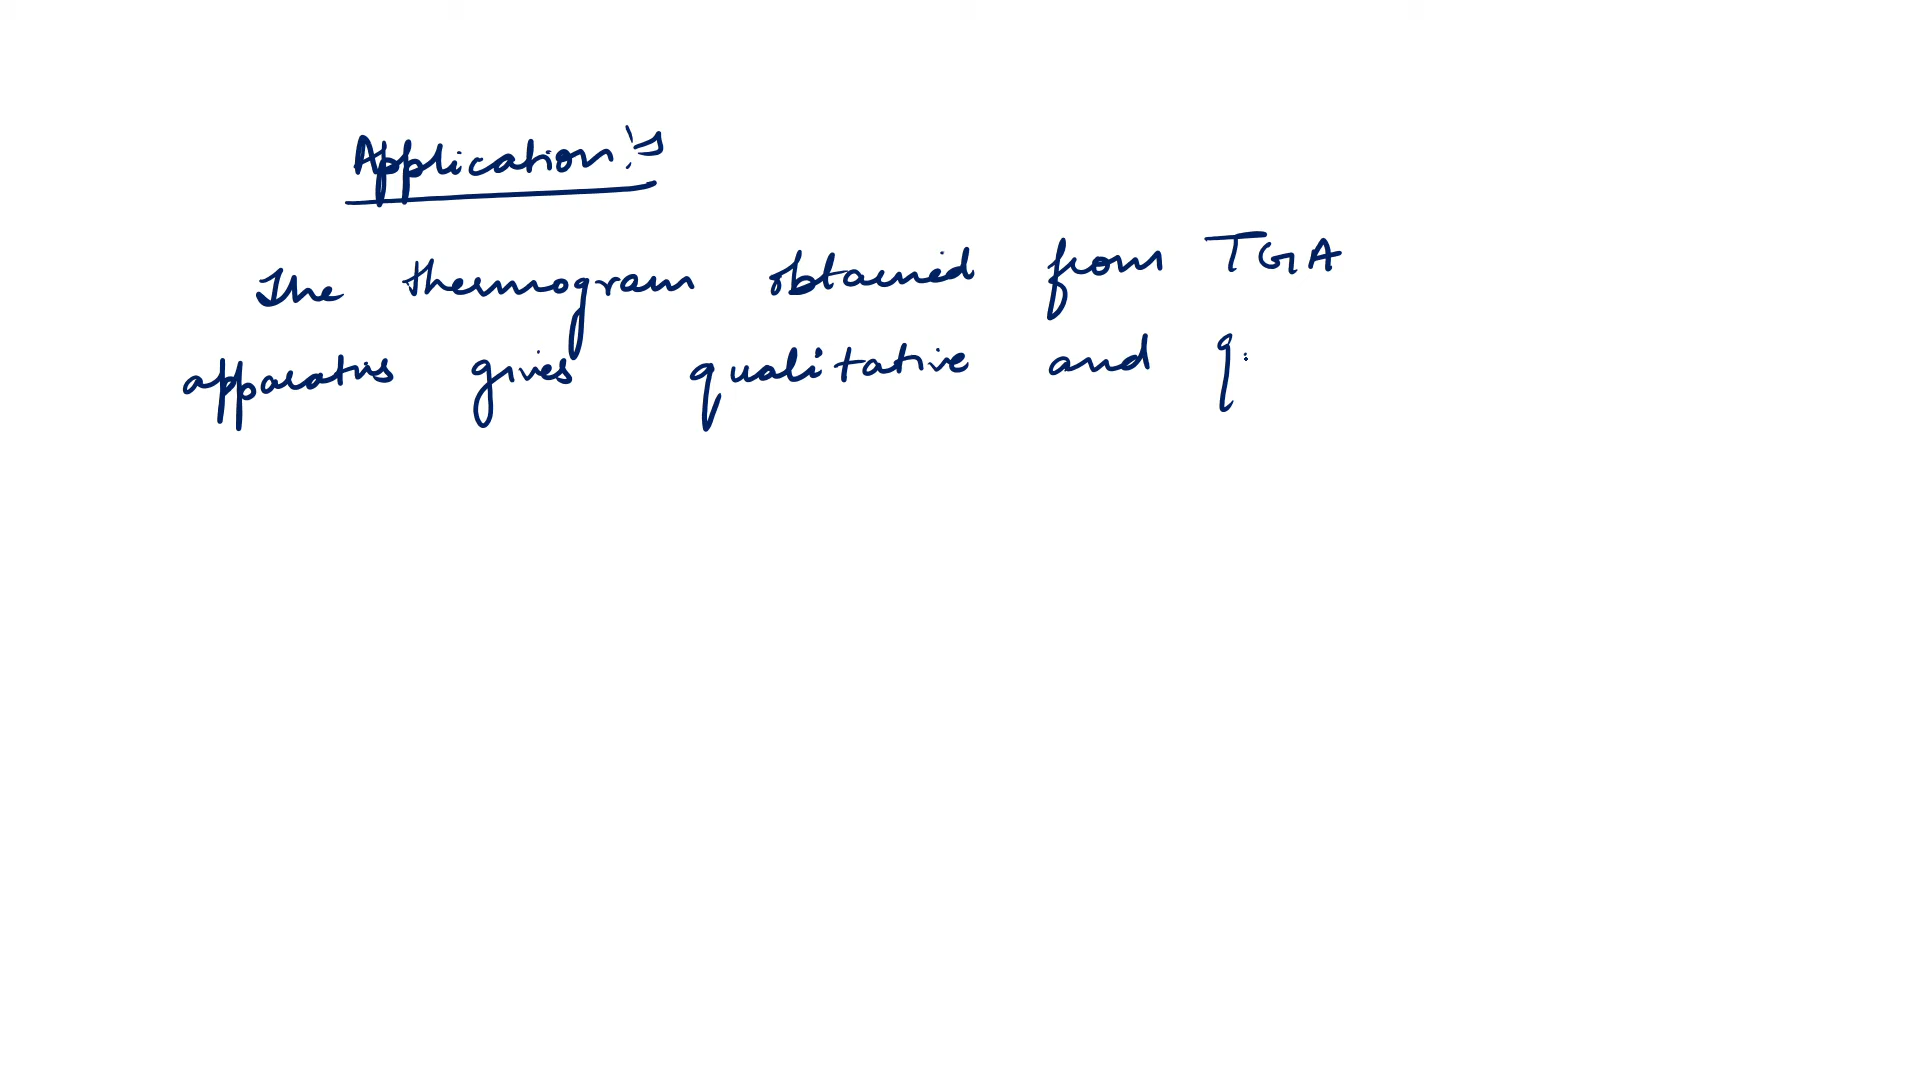 Application's
The thermogram obtained from TGA
apparatus gives qualitative and q